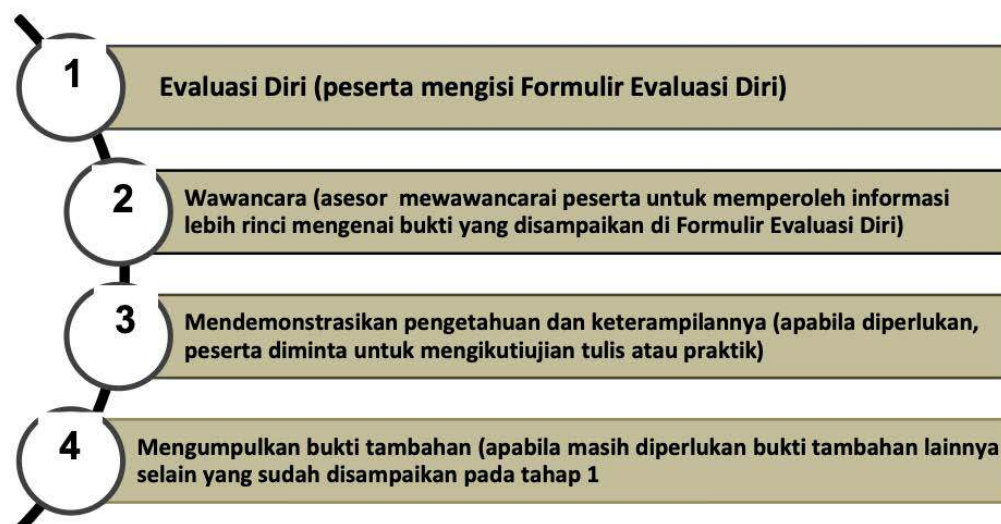 1
Evaluasi Diri (peserta mengisi Formulir Evaluasi Diri)
2
Wawancara (asesor mewawancarai peserta untuk memperoleh informasi
lebih rinci mengenai bukti yang disampaikan di Formulir Evaluasi Diri)
3
Mendemonstrasikan pengetahuan dan keterampilannya (apabila diperlukan,
peserta diminta untuk mengikutiujian tulis atau praktik)
4
Mengumpulkan bukti tambahan (apabila masih diperlukan bukti tambahan lainnya
selain yang sudah disampaikan pada tahap 1